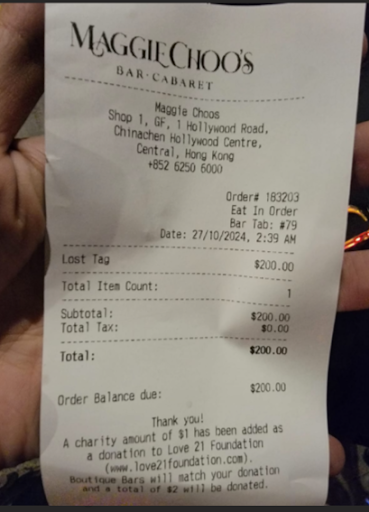 MAGGIE CHOO'S
BAR·CABARET
Maggie Choos
Shop 1, GF, 1 Hollywood Road,
Chinachen Hollywood Centre,
Central, Hong Kong
+852 6250 6000
Order# 183203
Eat In Order
Bar Tab: #79
Date: 27/10/2024, 2:39 AM
Lost Tag $200.00
Total Item Count: 1
Subtotal: $200.00
Total Tax: $0.00
Total: $200.00
Order Balance due: $200.00
Thank you!
A charity amount of $1 has been added as
a donation to Love 21 Foundation
(www.love21foundation.com).
Boutique Bars will match your donation
and a total of $2 will be donated.